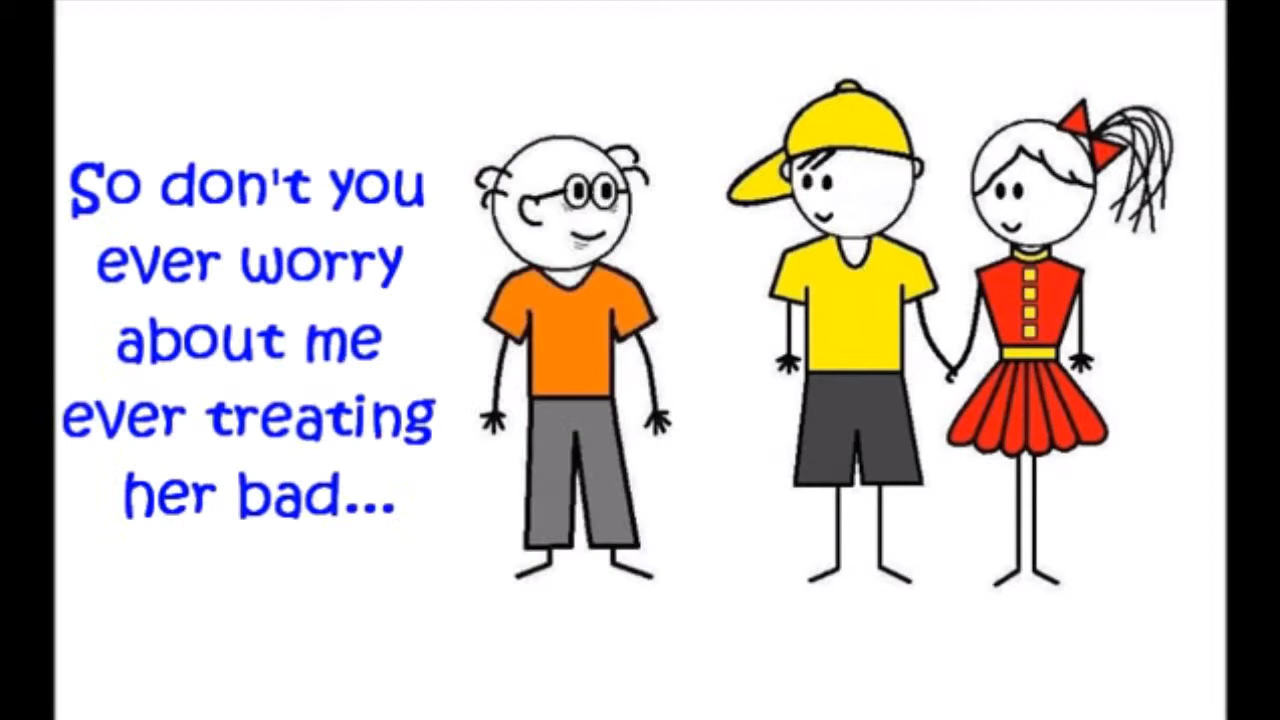 So don't you
ever worry
about me
ever treating
her bad...